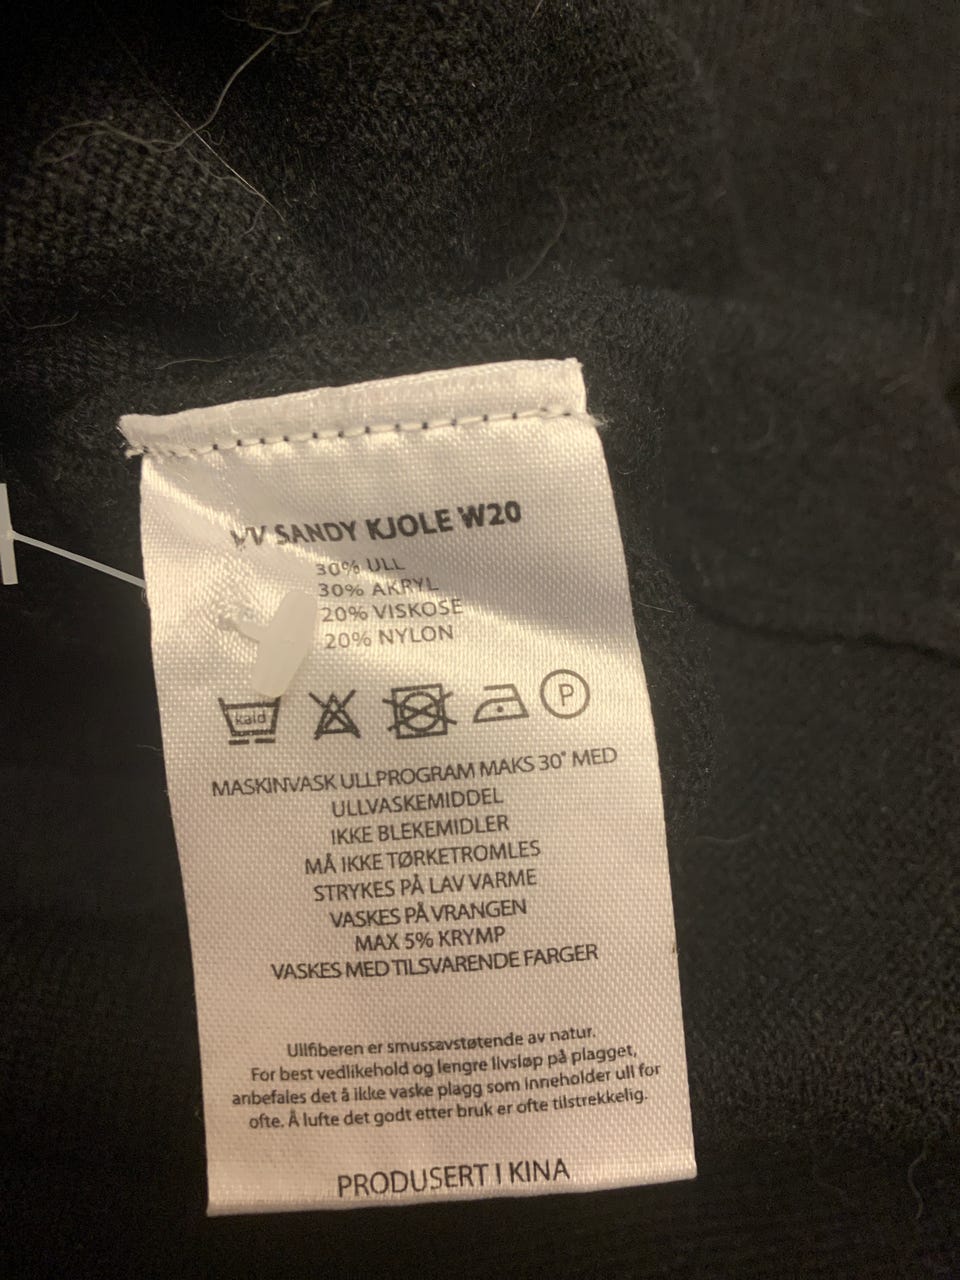 VV SANDY KJOLE W20
30% ULL
30% AKRYL
20% VISKOSE
20% NYLON
kald
P
MASKINVASK ULLPROGRAM MAKS 30° MED
ULLVASKEMIDDEL
IKKE BLEKEMIDLER
MÅ IKKE TØRKETROMLES
STRYKES PÅ LAV VARME
VASKES PÅ VRANGEN
MAX 5% KRYMP
VASKES MED TILSVARENDE FARGER
Ullfiberen er smussavstøtende av natur.
For best vedlikehold og lengre livsløp på plagget,
anbefales det å ikke vaske plagg som inneholder ull for
ofte. Å lufte det godt etter bruk er ofte tilstrekkelig.
PRODUSERT I KINA